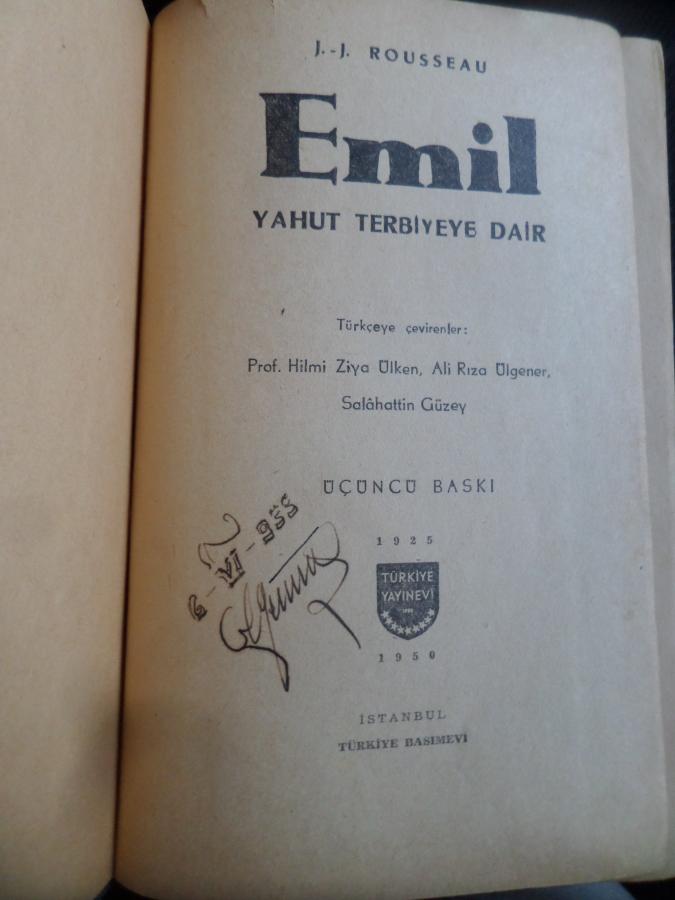 J.-J. ROUSSEAU
Emil
YAHUT TERBİYEYE DAİR
Türkçeye çevirenler:
Prof. Hilmi Ziya Ülken, Ali Rıza Ülgener,
Salâhattin Güzey
ÜÇÜNCÜ BASKI
1925
TÜRKİYE
YAYINEVİ
1950
İSTANBUL
TÜRKİYE BASIMEVİ